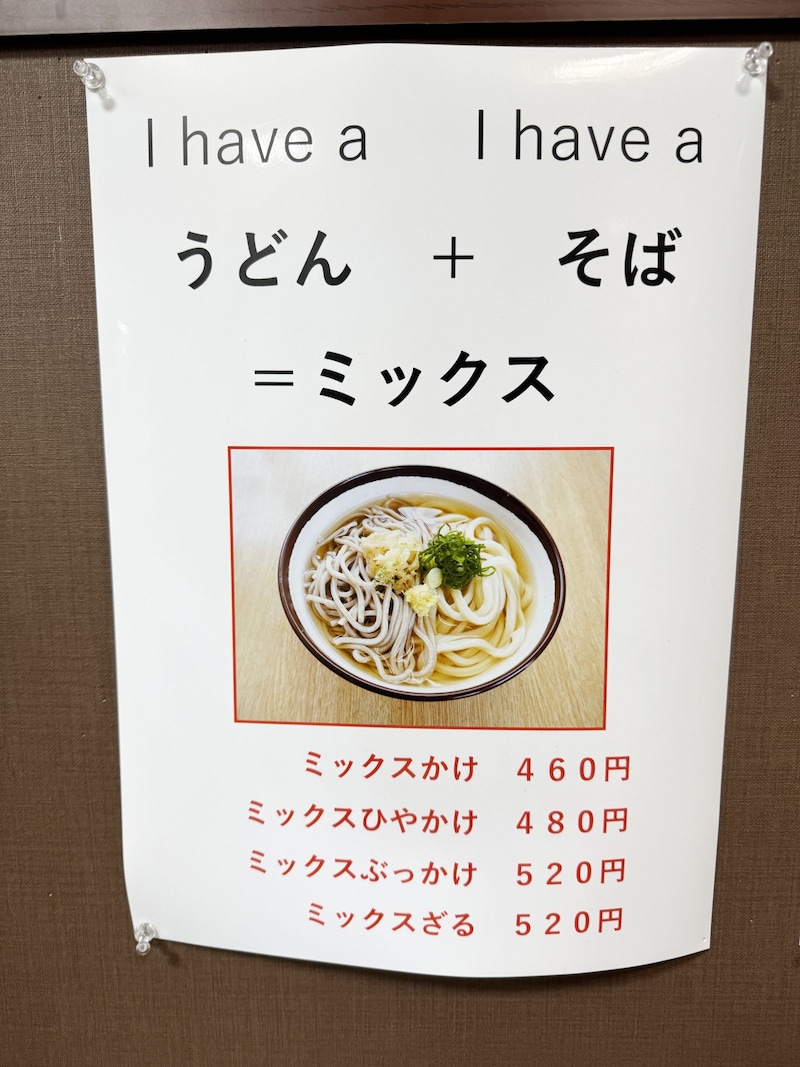 I have a　I have a
うどん　＋　そば
＝ミックス
ミックスかけ　４６０円
ミックスひやかけ　４８０円
ミックスぶっかけ　５２０円
ミックスざる　５２０円